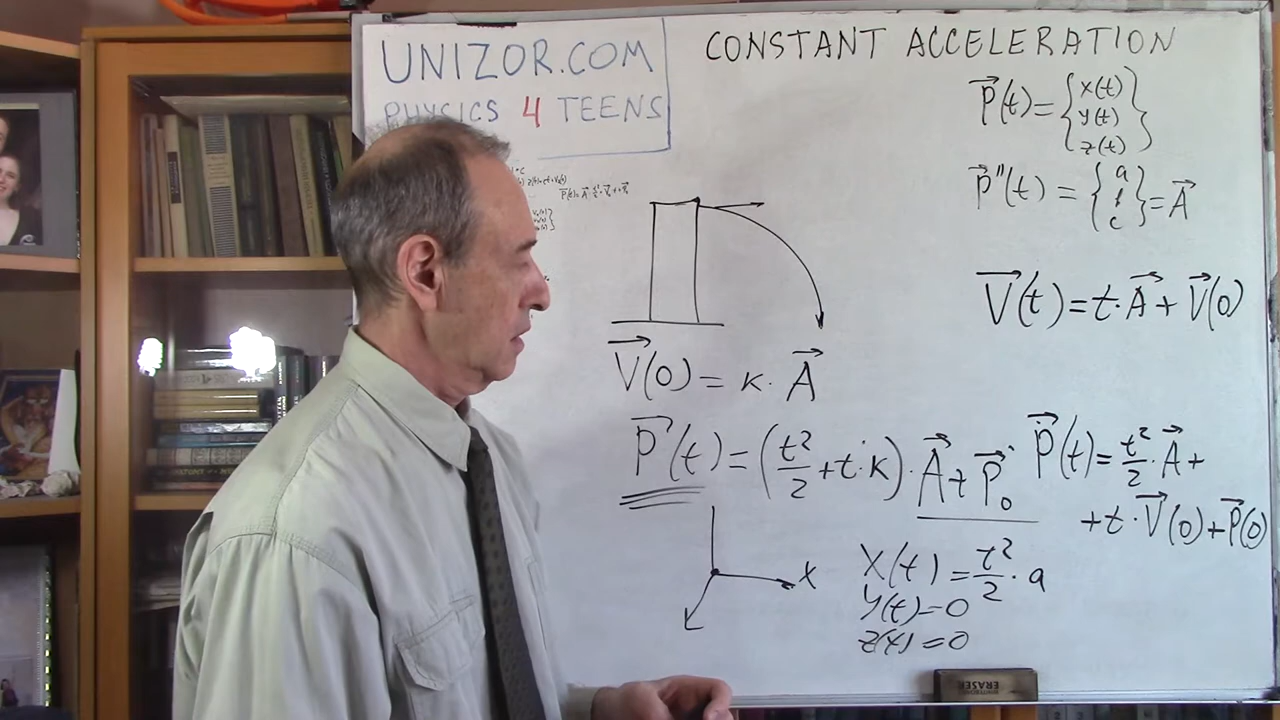 UNIZOR.COM
PHYSICS 4 TEENS
CONSTANT ACCELERATION
P⃗(t) = { x(t)
y(t)
z(t) }
P⃗''(t) = { a
b
c } = A⃗
V⃗(t) = t·A⃗ + V⃗(0)
V⃗(0) = K·A⃗
P⃗(t) = (t²/2 + t·K)·A⃗ + P⃗₀
P⃗(t) = t²/2·A⃗ +
+ t·V⃗(0) + P⃗(0)
X
X(t) = t²/2·a
Y(t) = 0
Z(t) = 0
ERASER